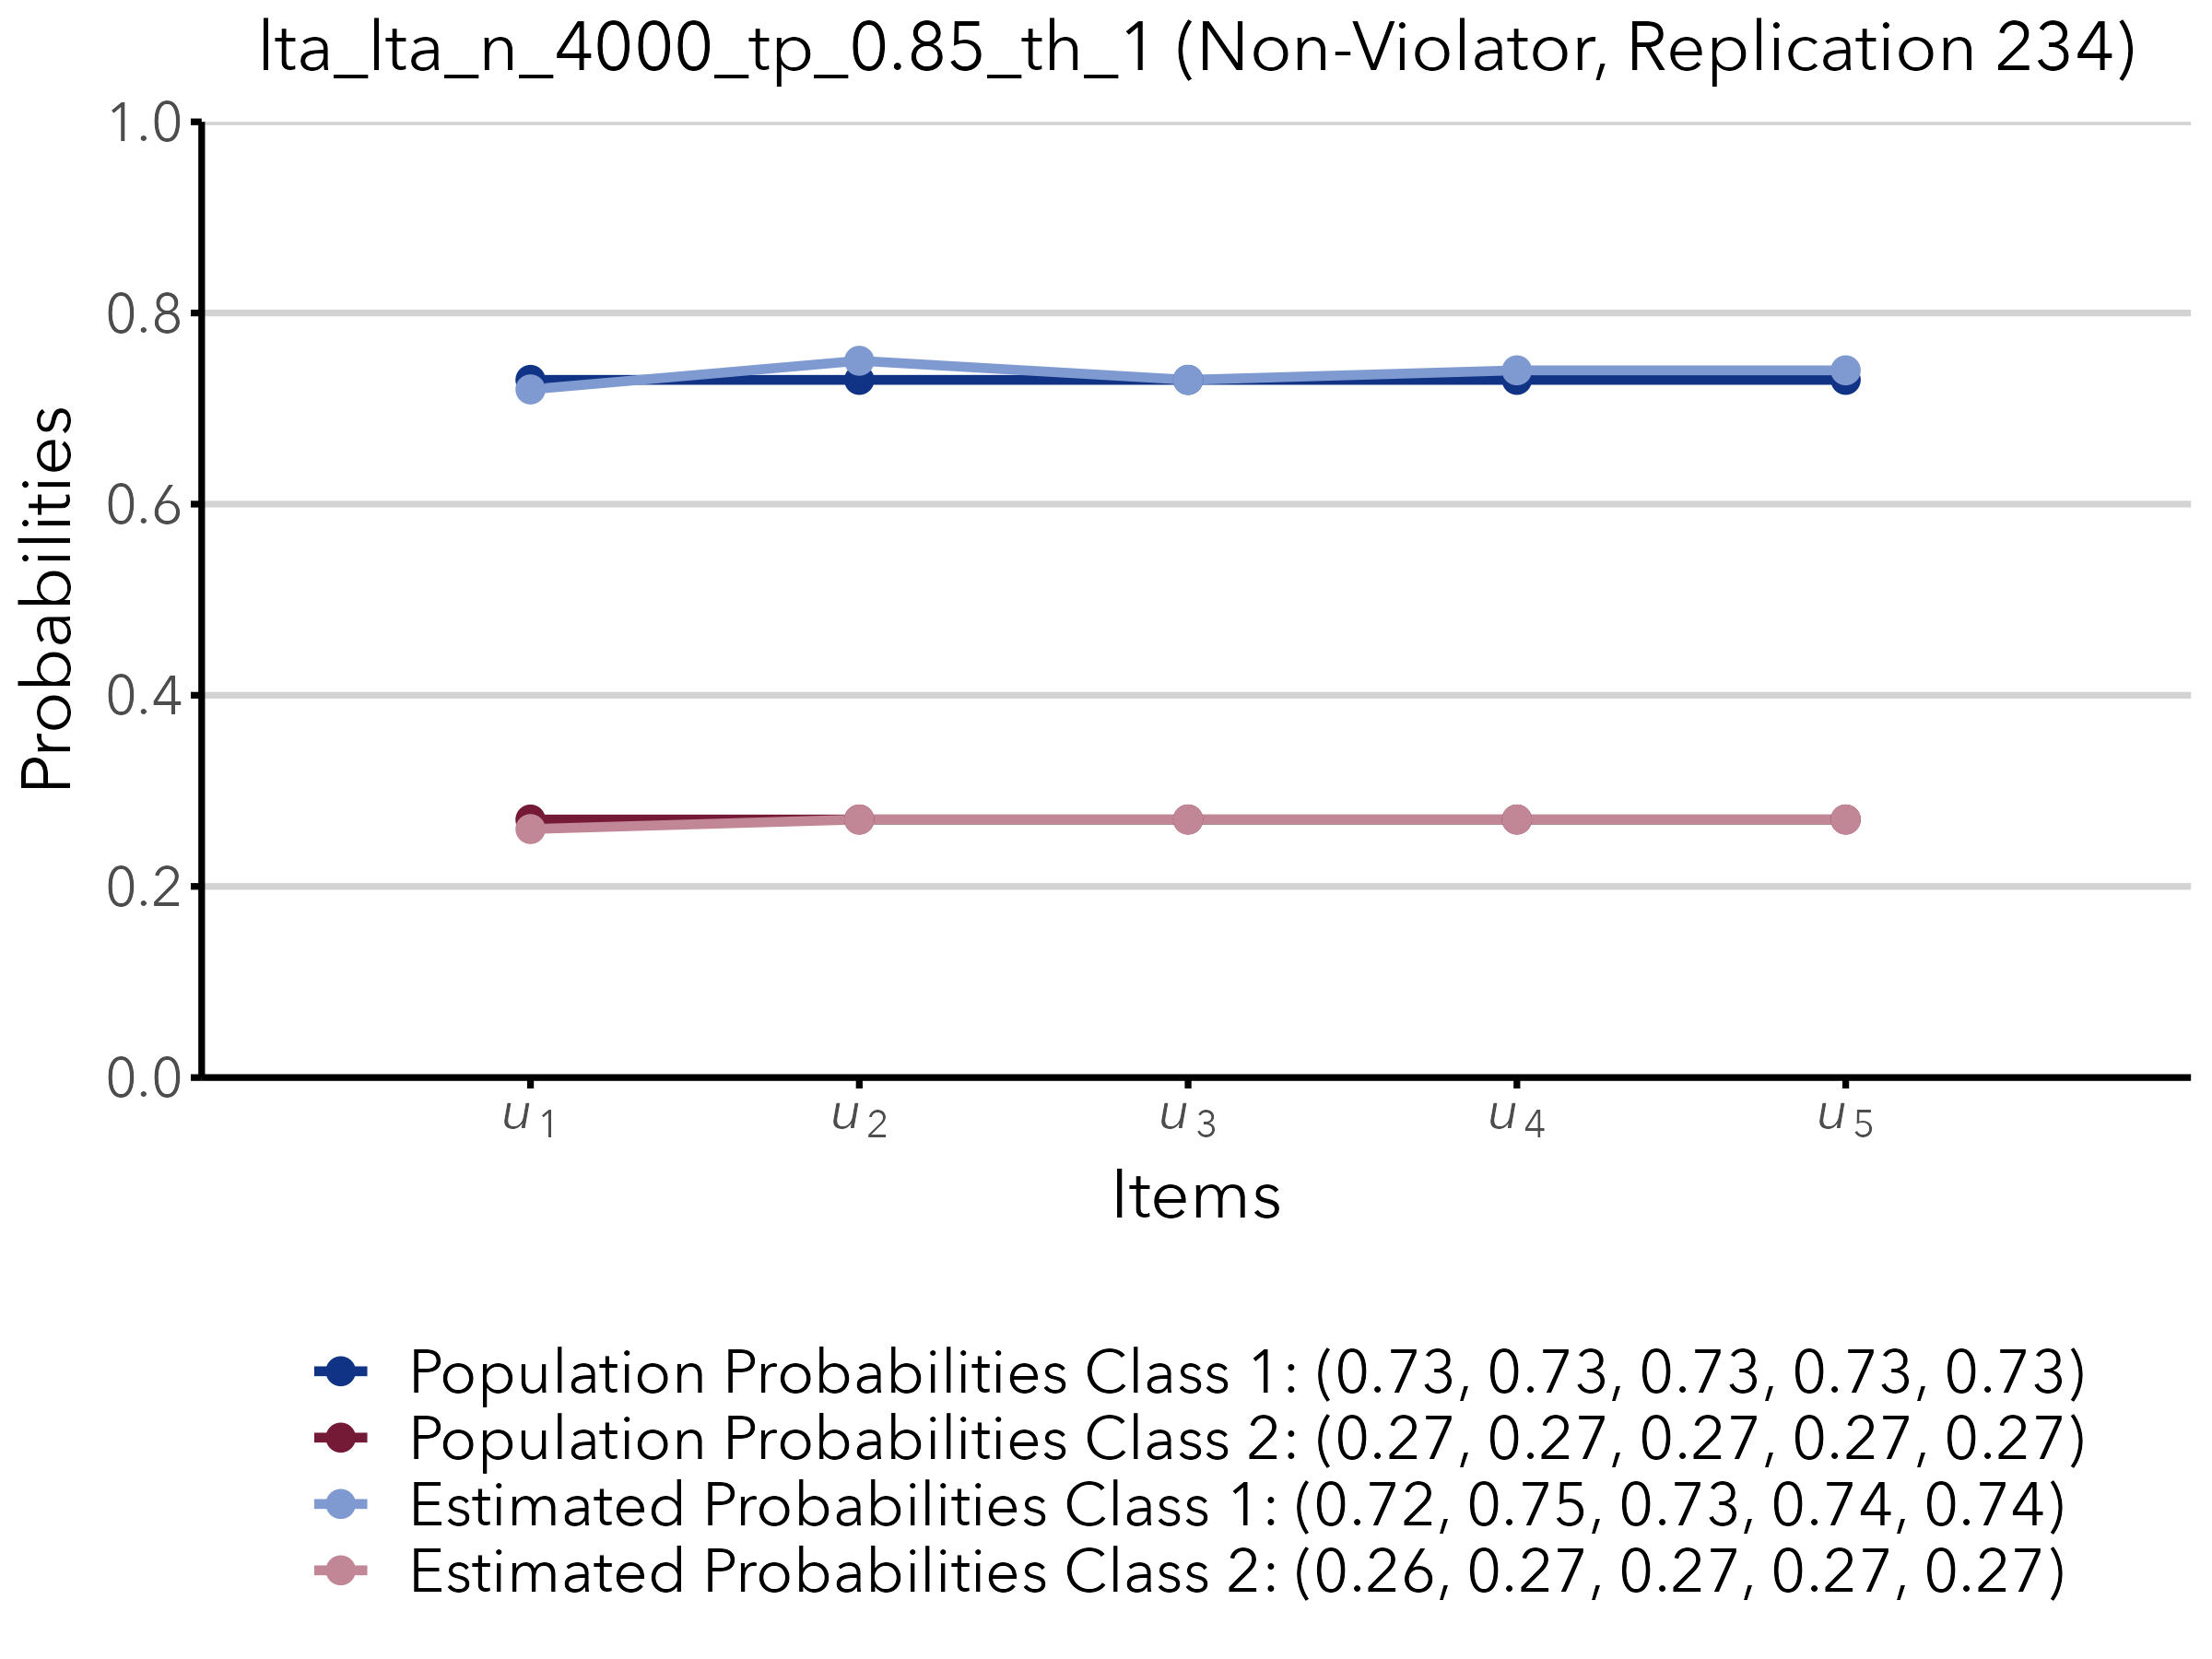 lta_lta_n_4000_tp_0.85_th_1 (Non-Violator, Replication 234)
1.0
0.8
0.6
0.4
0.2
0.0
Probabilities
u1 u2 u3 u4 u5
Items
Population Probabilities Class 1: (0.73, 0.73, 0.73, 0.73, 0.73)
Population Probabilities Class 2: (0.27, 0.27, 0.27, 0.27, 0.27)
Estimated Probabilities Class 1: (0.72, 0.75, 0.73, 0.74, 0.74)
Estimated Probabilities Class 2: (0.26, 0.27, 0.27, 0.27, 0.27)